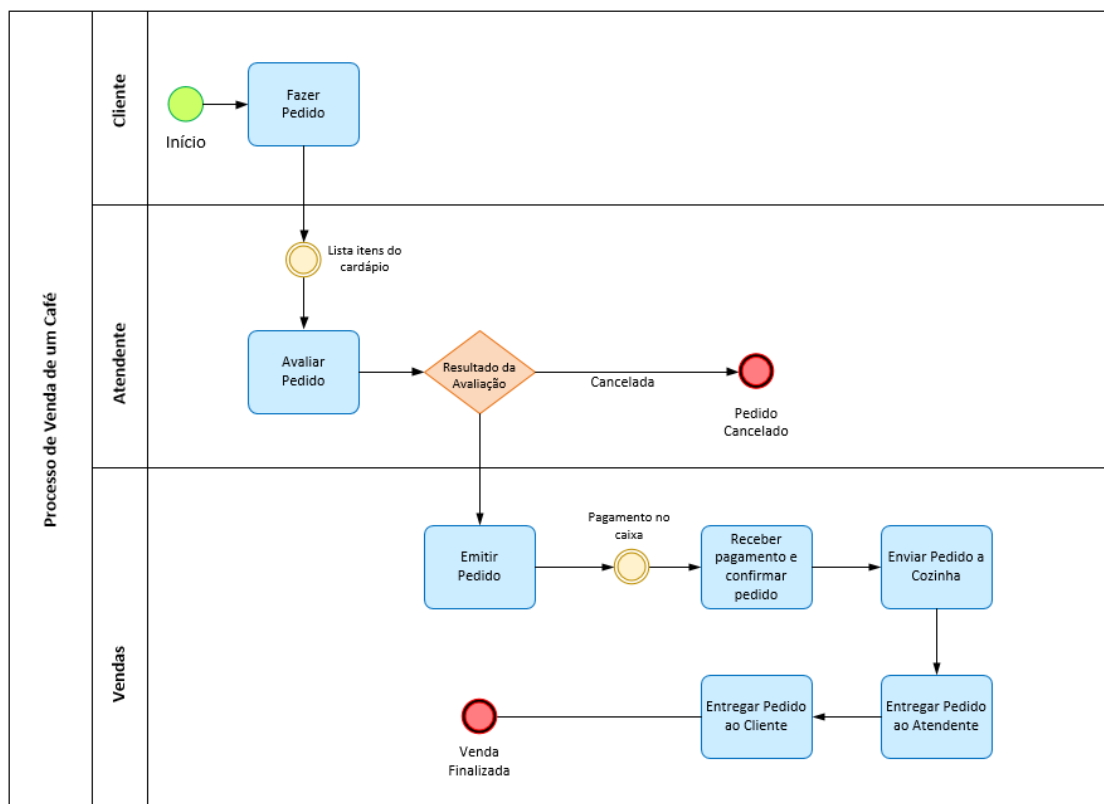 Processo de Venda de um Café
Cliente
Fazer
Pedido
Início
Atendente
Lista itens do
cardápio
Avaliar
Pedido
Resultado da
Avaliação
Cancelada
Pedido
Cancelado
Vendas
Emitir
Pedido
Pagamento no
caixa
Receber
pagamento e
confirmar
pedido
Enviar Pedido a
Cozinha
Entregar Pedido
ao Atendente
Entregar Pedido
ao Cliente
Venda
Finalizada